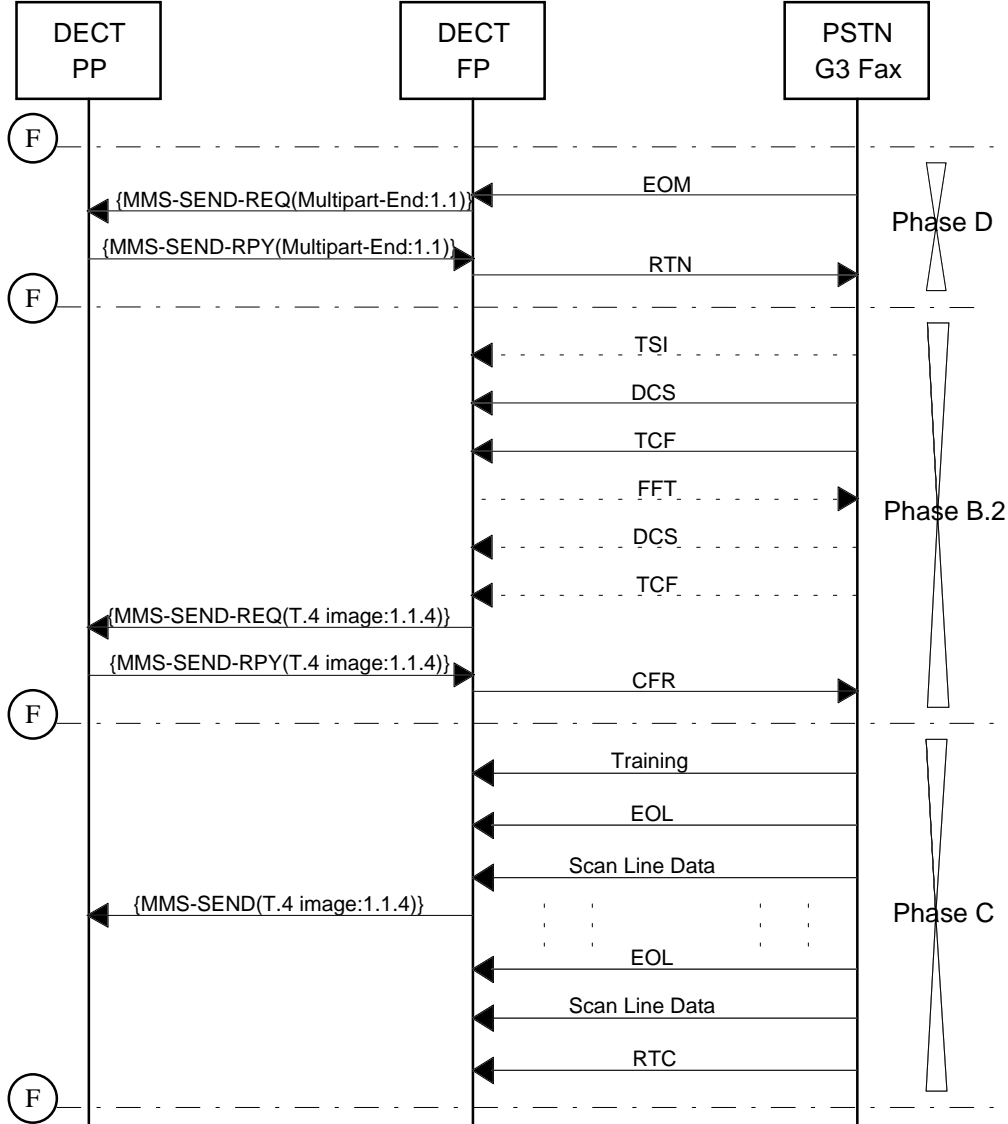 DECT
PP
DECT
FP
PSTN
G3 Fax
F
EOM
{MMS-SEND-REQ(Multipart-End:1.1)}
Phase D
{MMS-SEND-RPY(Multipart-End:1.1)}
RTN
F
TSI
DCS
TCF
FFT
Phase B.2
DCS
TCF
{MMS-SEND-REQ(T.4 image:1.1.4)}
{MMS-SEND-RPY(T.4 image:1.1.4)}
CFR
F
Training
EOL
Scan Line Data
{MMS-SEND(T.4 image:1.1.4)}
Phase C
EOL
Scan Line Data
RTC
F